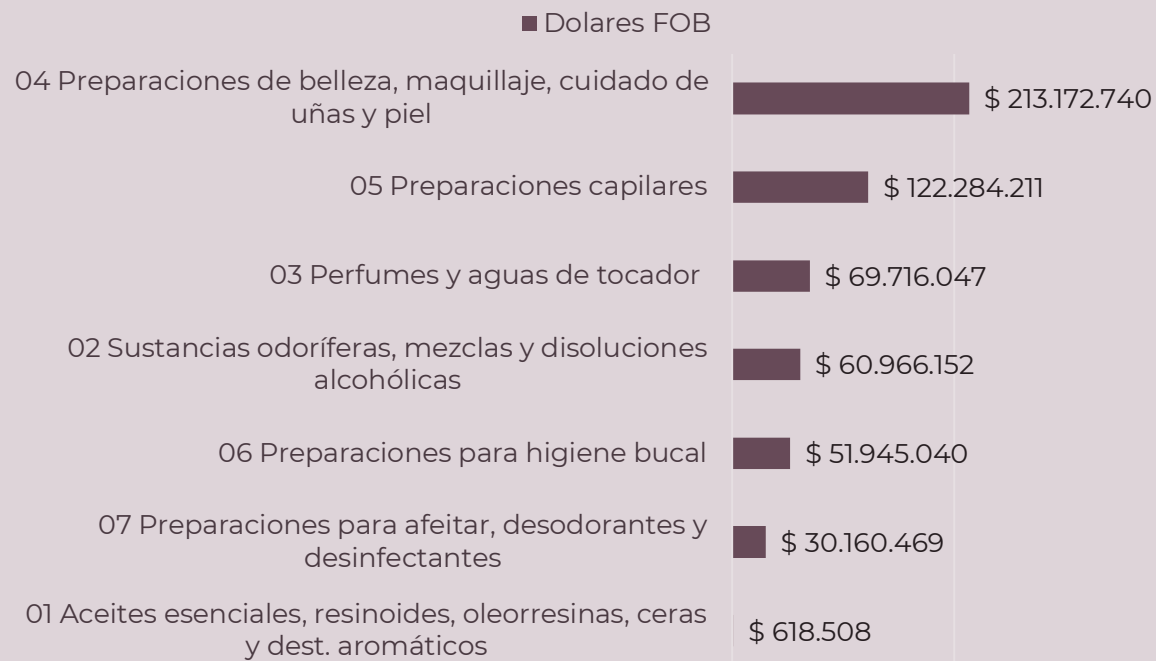 Dolares FOB
04 Preparaciones de belleza, maquillaje, cuidado de
uñas y piel
$ 213.172.740
05 Preparaciones capilares
$ 122.284.211
03 Perfumes y aguas de tocador
$ 69.716.047
02 Sustancias odoríferas, mezclas y disoluciones
alcohólicas
$ 60.966.152
06 Preparaciones para higiene bucal
$ 51.945.040
07 Preparaciones para afeitar, desodorantes y
desinfectantes
$ 30.160.469
01 Aceites esenciales, resinoides, oleorresinas, ceras
y dest. aromáticos
$ 618.508